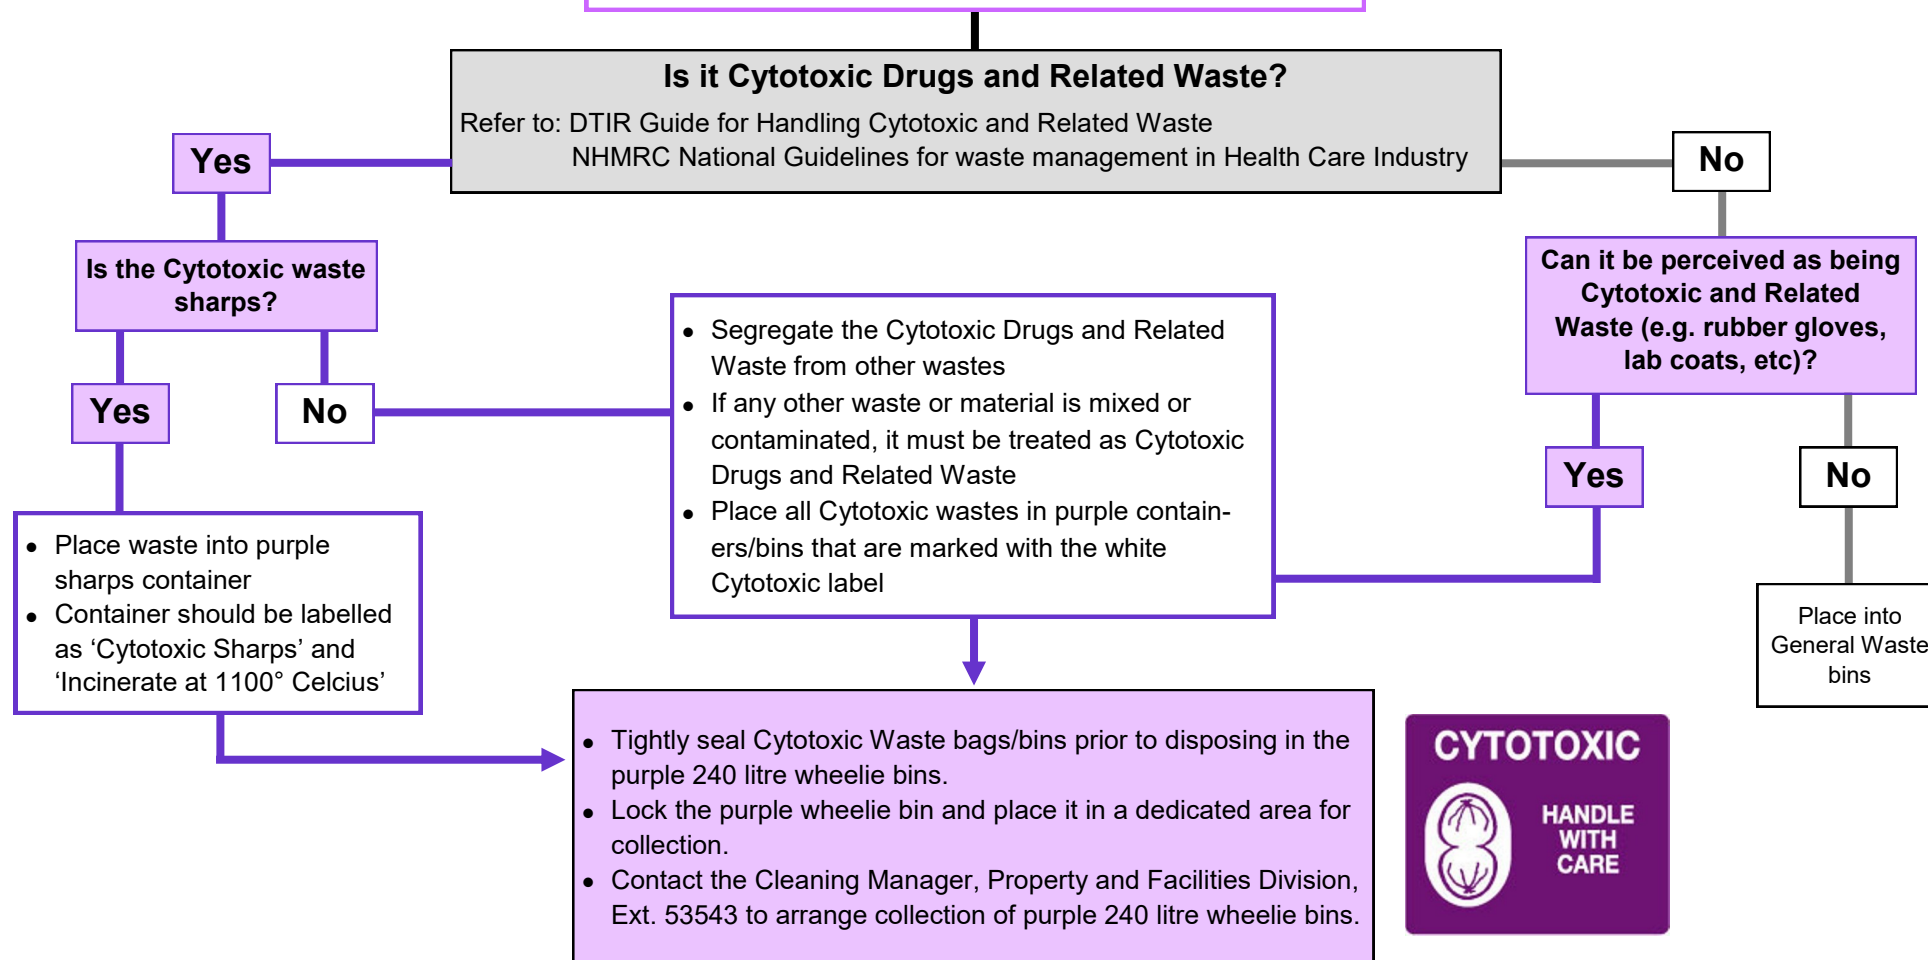 Is it Cytotoxic Drugs and Related Waste?
Refer to: DTIR Guide for Handling Cytotoxic and Related Waste
NHMRC National Guidelines for waste management in Health Care Industry
Yes
No
Is the Cytotoxic waste
sharps?
Can it be perceived as being
Cytotoxic and Related
Waste (e.g. rubber gloves,
lab coats, etc)?
Yes
No
• Segregate the Cytotoxic Drugs and Related
Waste from other wastes
• If any other waste or material is mixed or
contaminated, it must be treated as Cytotoxic
Drugs and Related Waste
• Place all Cytotoxic wastes in purple contain-
ers/bins that are marked with the white
Cytotoxic label
Yes
No
• Place waste into purple
sharps container
• Container should be labelled
as ‘Cytotoxic Sharps’ and
‘Incinerate at 1100° Celcius’
Place into
General Waste
bins
• Tightly seal Cytotoxic Waste bags/bins prior to disposing in the
purple 240 litre wheelie bins.
• Lock the purple wheelie bin and place it in a dedicated area for
collection.
• Contact the Cleaning Manager, Property and Facilities Division,
Ext. 53543 to arrange collection of purple 240 litre wheelie bins.
CYTOTOXIC
HANDLE
WITH
CARE